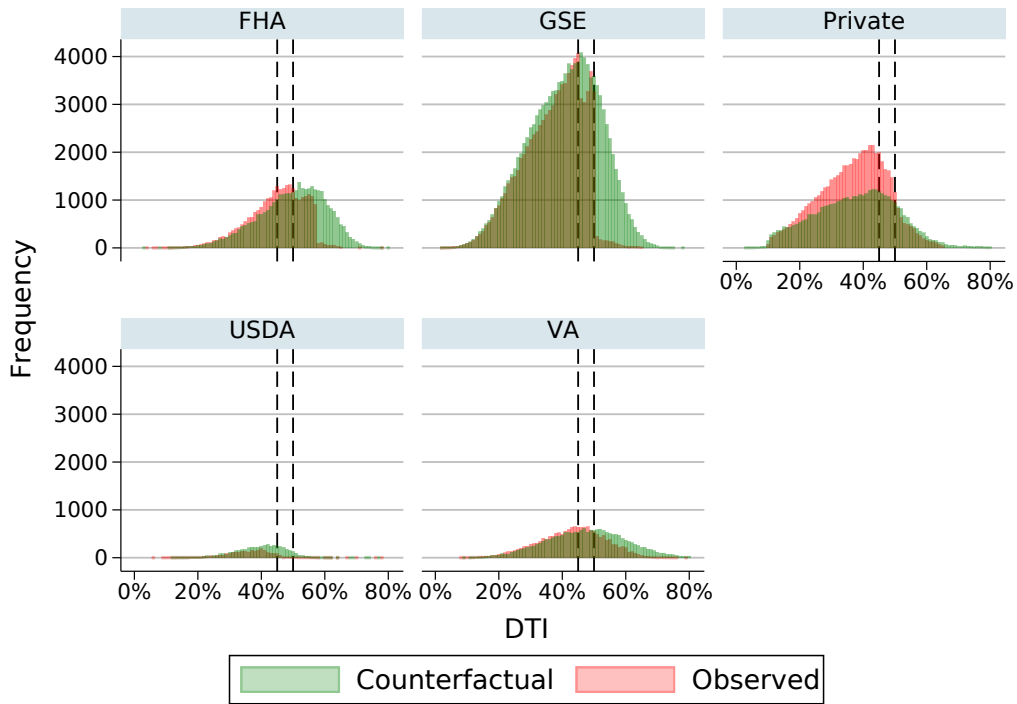 FHA GSE Private
4000
3000
2000
1000
0
0% 20% 40% 60% 80%
Frequency
USDA VA
4000
3000
2000
1000
0
0% 20% 40% 60% 80% 0% 20% 40% 60% 80%
DTI
Counterfactual Observed